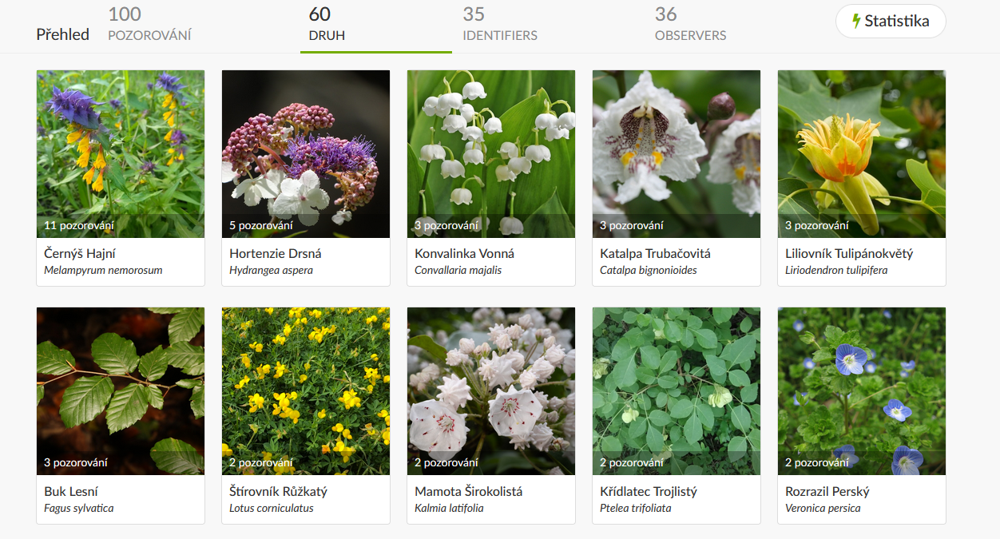 Přehled
100
POZOROVÁNÍ
60
DRUH
35
IDENTIFIERS
36
OBSERVERS
Statistika
11 pozorování
Černýš Hajní
Melampyrum nemorosum
5 pozorování
Hortenzie Drsná
Hydrangea aspera
3 pozorování
Konvalinka Vonná
Convallaria majalis
3 pozorování
Katalpa Trubačovitá
Catalpa bignonioides
3 pozorování
Liliovník Tulipánokvětý
Liriodendron tulipifera
3 pozorování
Buk Lesní
Fagus sylvatica
2 pozorování
Štírovník Růžkatý
Lotus corniculatus
2 pozorování
Mamota Širokolistá
Kalmia latifolia
2 pozorování
Křídlatec Trojlistý
Ptelea trifoliata
2 pozorování
Rozrazil Perský
Veronica persica